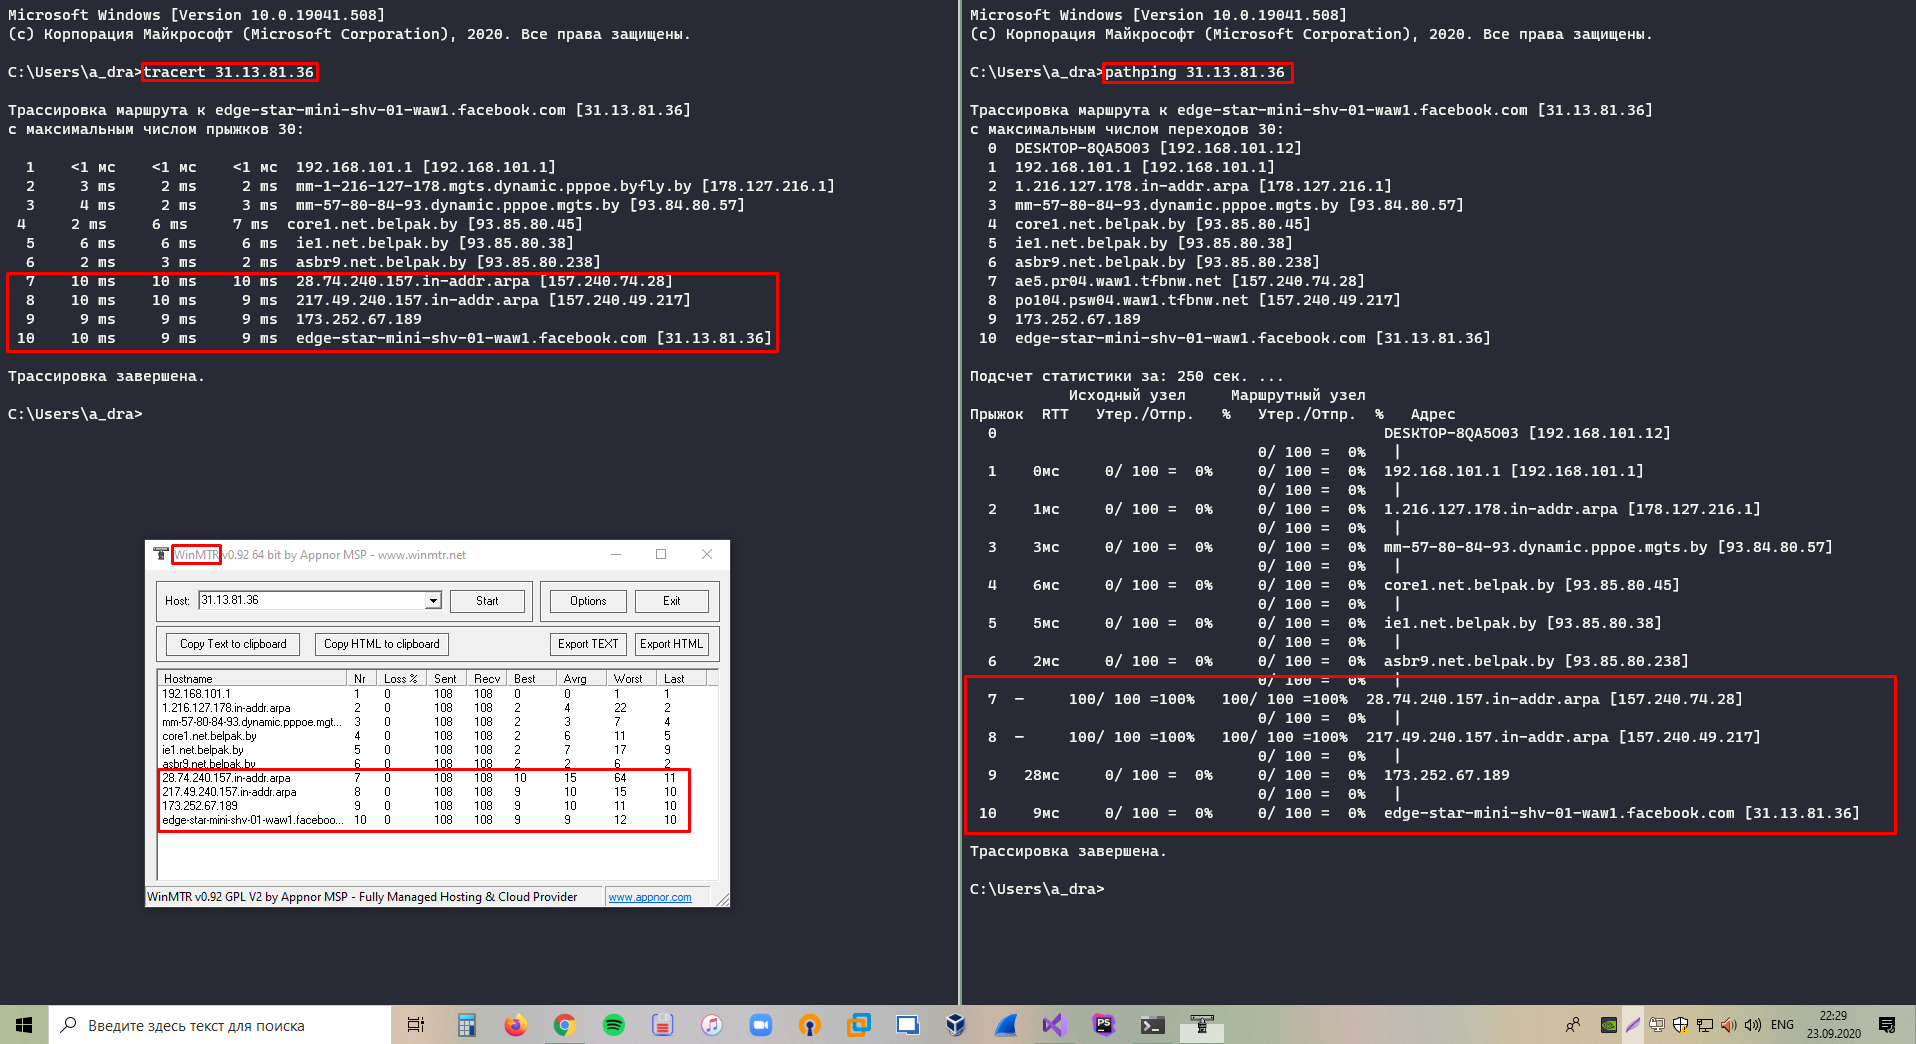 Microsoft Windows [Version 10.0.19041.508]
(c) Корпорация Майкрософт (Microsoft Corporation), 2020. Все права защищены.
C:\Users\a_dra>tracert 31.13.81.36
Трассировка маршрута к edge-star-mini-shv-01-waw1.facebook.com [31.13.81.36]
с максимальным числом прыжков 30:
1 <1 мс <1 мс <1 мс 192.168.101.1 [192.168.101.1]
2 3 ms 2 ms 2 ms mm-1-216-127-178.mgts.dynamic.pppoe.byfly.by [178.127.216.1]
3 4 ms 2 ms 3 ms mm-57-80-84-93.dynamic.pppoe.mgts.by [93.84.80.57]
4 2 ms 6 ms 7 ms core1.net.belpak.by [93.85.80.45]
5 6 ms 6 ms 6 ms ie1.net.belpak.by [93.85.80.38]
6 2 ms 3 ms 2 ms asbr9.net.belpak.by [93.85.80.238]
7 10 ms 10 ms 10 ms 28.74.240.157.in-addr.arpa [157.240.74.28]
8 10 ms 10 ms 9 ms 217.49.240.157.in-addr.arpa [157.240.49.217]
9 9 ms 9 ms 9 ms 173.252.67.189
10 10 ms 9 ms 9 ms edge-star-mini-shv-01-waw1.facebook.com [31.13.81.36]
Трассировка завершена.
C:\Users\a_dra>
WinMTR v0.92 64 bit by Appnor MSP - www.winmtr.net
Host: 31.13.81.36 Start Options Exit
Copy Text to clipboard Copy HTML to clipboard Export TEXT Export HTML
Hostname Nr Loss % Sent Recv Best Avrg Worst Last
192.168.101.1 1 0 108 108 0 0 1 1
1.216.127.178.in-addr.arpa 2 0 108 108 2 4 22 2
mm-57-80-84-93.dynamic.pppoe.mgt... 3 0 108 108 2 3 7 4
core1.net.belpak.by 4 0 108 108 2 6 11 5
ie1.net.belpak.by 5 0 108 108 2 7 17 9
asbr9.net.belpak.by 6 0 108 108 2 2 6 2
28.74.240.157.in-addr.arpa 7 0 108 108 10 15 64 11
217.49.240.157.in-addr.arpa 8 0 108 108 9 10 15 10
173.252.67.189 9 0 108 108 9 10 11 10
edge-star-mini-shv-01-waw1.faceboo... 10 0 108 108 9 9 12 10
WinMTR v0.92 GPL V2 by Appnor MSP - Fully Managed Hosting & Cloud Provider www.appnor.com
Microsoft Windows [Version 10.0.19041.508]
(c) Корпорация Майкрософт (Microsoft Corporation), 2020. Все права защищены.
C:\Users\a_dra>pathping 31.13.81.36
Трассировка маршрута к edge-star-mini-shv-01-waw1.facebook.com [31.13.81.36]
с максимальным числом переходов 30:
0 DESKTOP-8QA5O03 [192.168.101.12]
1 192.168.101.1 [192.168.101.1]
2 1.216.127.178.in-addr.arpa [178.127.216.1]
3 mm-57-80-84-93.dynamic.pppoe.mgts.by [93.84.80.57]
4 core1.net.belpak.by [93.85.80.45]
5 ie1.net.belpak.by [93.85.80.38]
6 asbr9.net.belpak.by [93.85.80.238]
7 ae5.pr04.waw1.tfbnw.net [157.240.74.28]
8 po104.psw04.waw1.tfbnw.net [157.240.49.217]
9 173.252.67.189
10 edge-star-mini-shv-01-waw1.facebook.com [31.13.81.36]
Подсчет статистики за: 250 сек. ...
Исходный узел Маршрутный узел
Прыжок RTT Утер./Отпр. % Утер./Отпр. % Адрес
0 DESKTOP-8QA5O03 [192.168.101.12]
0/ 100 = 0% |
1 0мс 0/ 100 = 0% 0/ 100 = 0% 192.168.101.1 [192.168.101.1]
0/ 100 = 0% |
2 1мс 0/ 100 = 0% 0/ 100 = 0% 1.216.127.178.in-addr.arpa [178.127.216.1]
0/ 100 = 0% |
3 3мс 0/ 100 = 0% 0/ 100 = 0% mm-57-80-84-93.dynamic.pppoe.mgts.by [93.84.80.57]
0/ 100 = 0% |
4 6мс 0/ 100 = 0% 0/ 100 = 0% core1.net.belpak.by [93.85.80.45]
0/ 100 = 0% |
5 5мс 0/ 100 = 0% 0/ 100 = 0% ie1.net.belpak.by [93.85.80.38]
0/ 100 = 0% |
6 2мс 0/ 100 = 0% 0/ 100 = 0% asbr9.net.belpak.by [93.85.80.238]
0/ 100 = 0% |
7 — 100/ 100 =100% 100/ 100 =100% 28.74.240.157.in-addr.arpa [157.240.74.28]
0/ 100 = 0% |
8 — 100/ 100 =100% 100/ 100 =100% 217.49.240.157.in-addr.arpa [157.240.49.217]
0/ 100 = 0% |
9 28мс 0/ 100 = 0% 0/ 100 = 0% 173.252.67.189
0/ 100 = 0% |
10 9мс 0/ 100 = 0% 0/ 100 = 0% edge-star-mini-shv-01-waw1.facebook.com [31.13.81.36]
Трассировка завершена.
C:\Users\a_dra>
Введите здесь текст для поиска
PS
ENG
22:29
23.09.2020